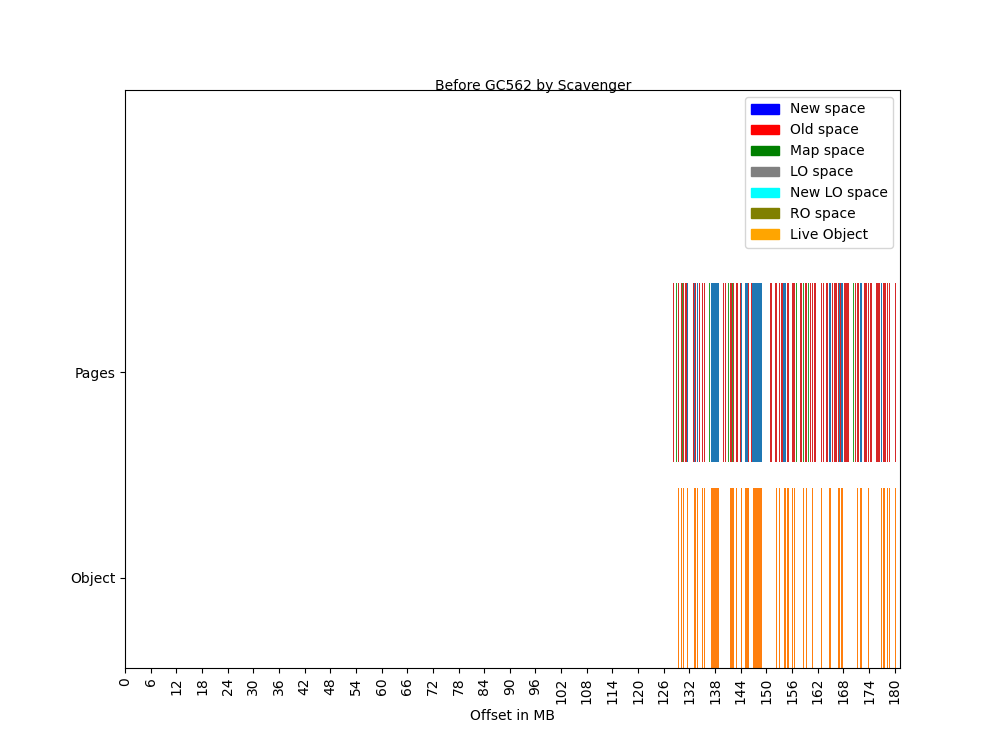 Before GC562 by Scavenger
New space
Old space
Map space
LO space
New LO space
RO space
Live Object
Pages
Object
0 6 12 18 24 30 36 42 48 54 60 66 72 78 84 90 96 102 108 114 120 126 132 138 144 150 156 162 168 174 180
Offset in MB